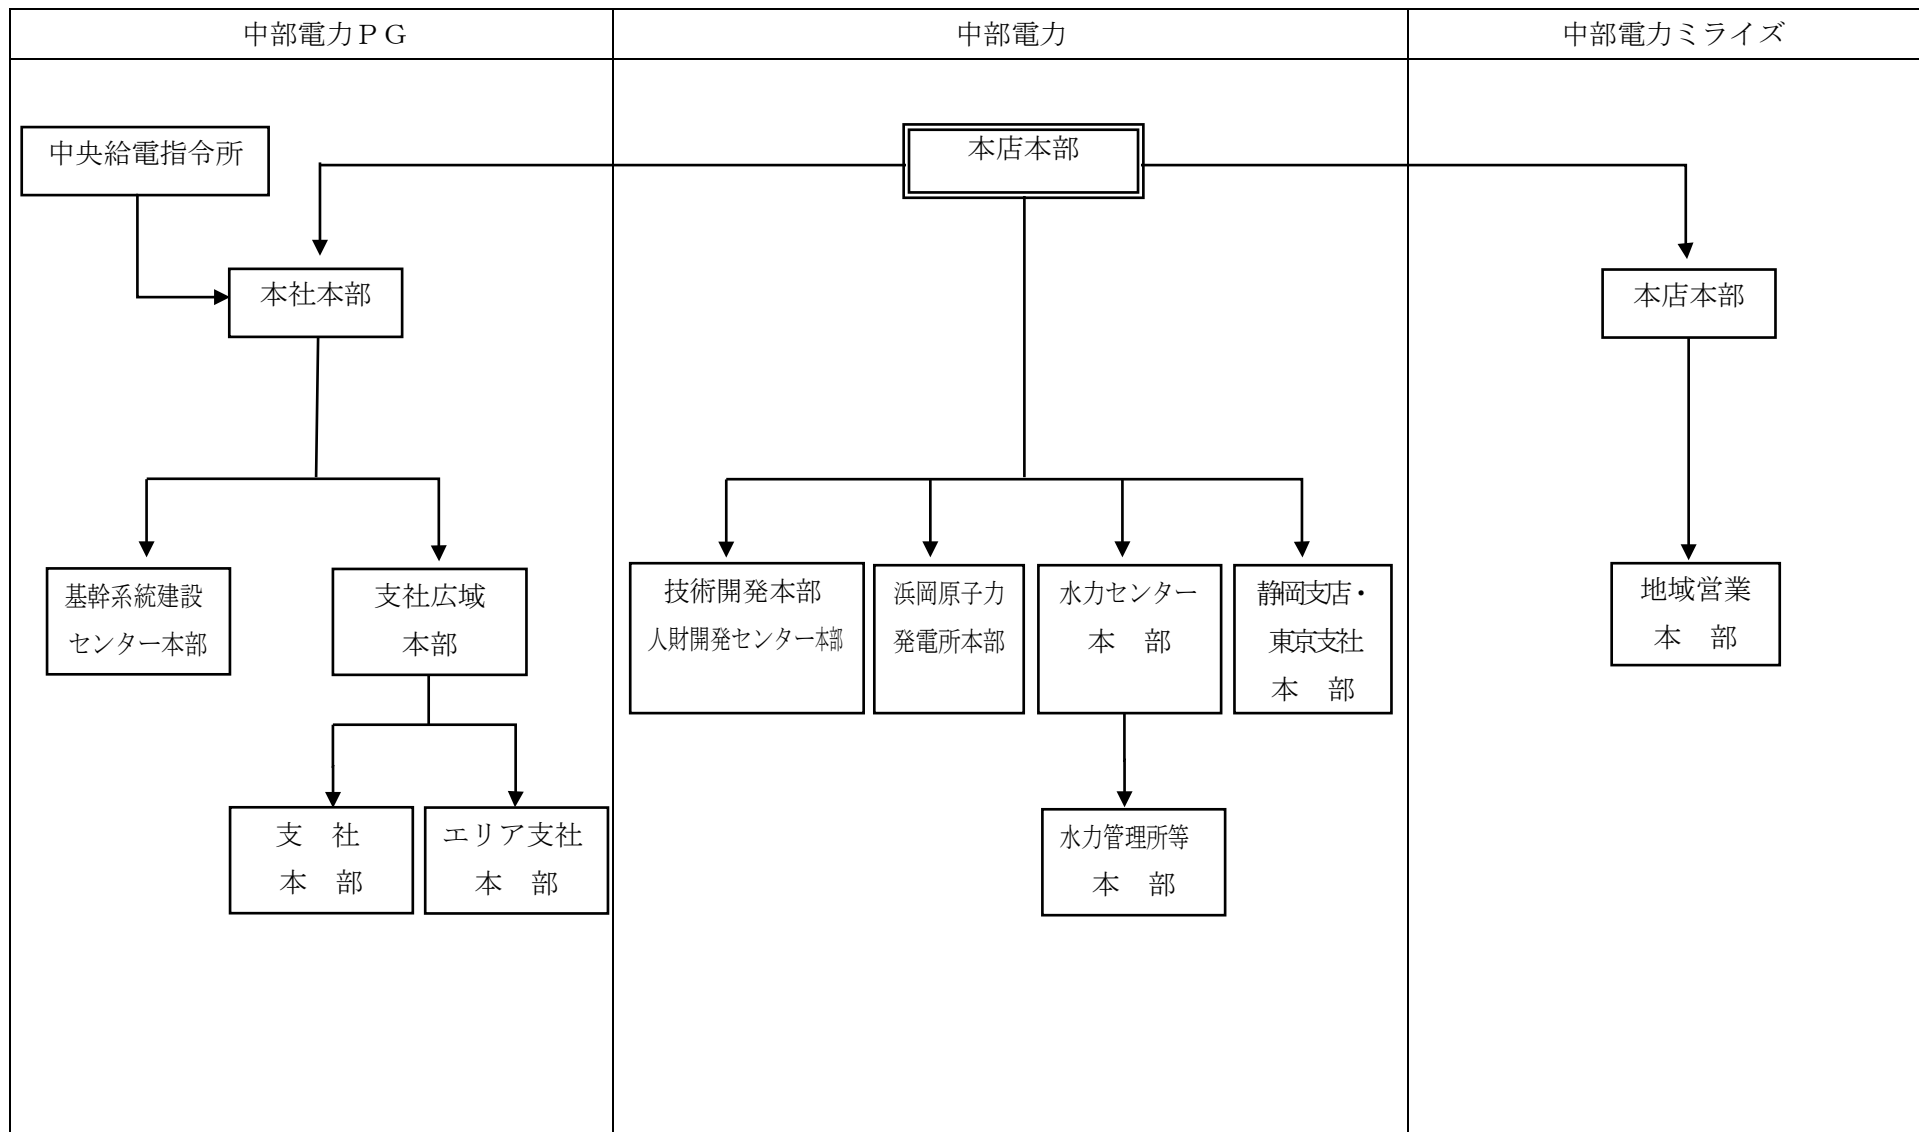 中部電力ＰＧ
中部電力
中部電力ミライズ
中央給電指令所
本店本部
本社本部
本店本部
基幹系統建設
センター本部
支社広域
本部
技術開発本部
人財開発センター本部
浜岡原子力
発電所本部
水力センター
本　部
静岡支店・
東京支社
本　部
地域営業
本　部
支　社
本　部
エリア支社
本　部
水力管理所等
本　部